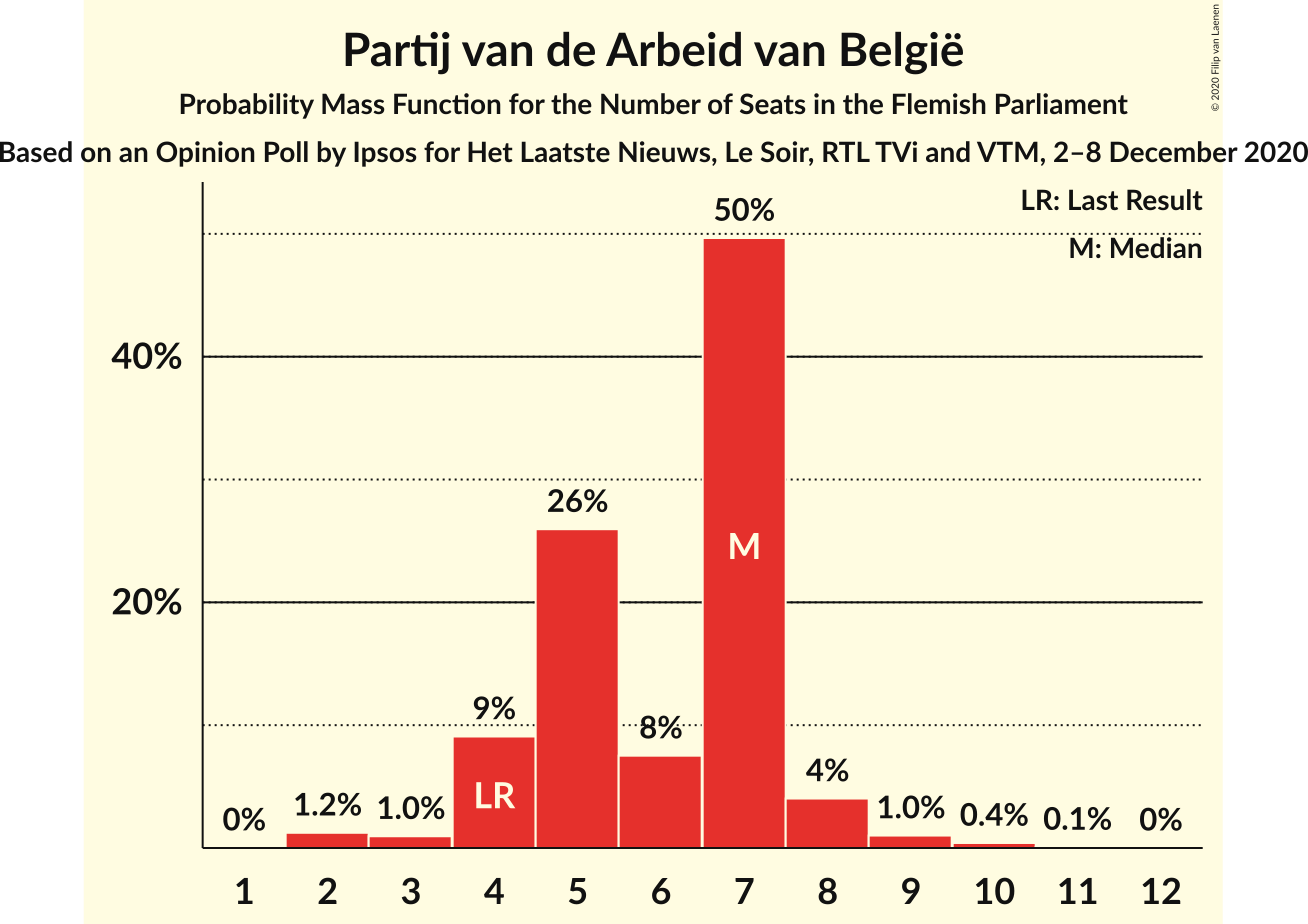 Partij van de Arbeid van België
Probability Mass Function for the Number of Seats in the Flemish Parliament
Based on an Opinion Poll by Ipsos for Het Laatste Nieuws, Le Soir, RTL TVi and VTM, 2–8 December 2020
© 2020 Filip van Laenen
LR: Last Result
M: Median
50%
40%
26%
M
20%
9%
8%
LR
4%
0% 1.2% 1.0% 1.0% 0.4% 0.1% 0%
1 2 3 4 5 6 7 8 9 10 11 12